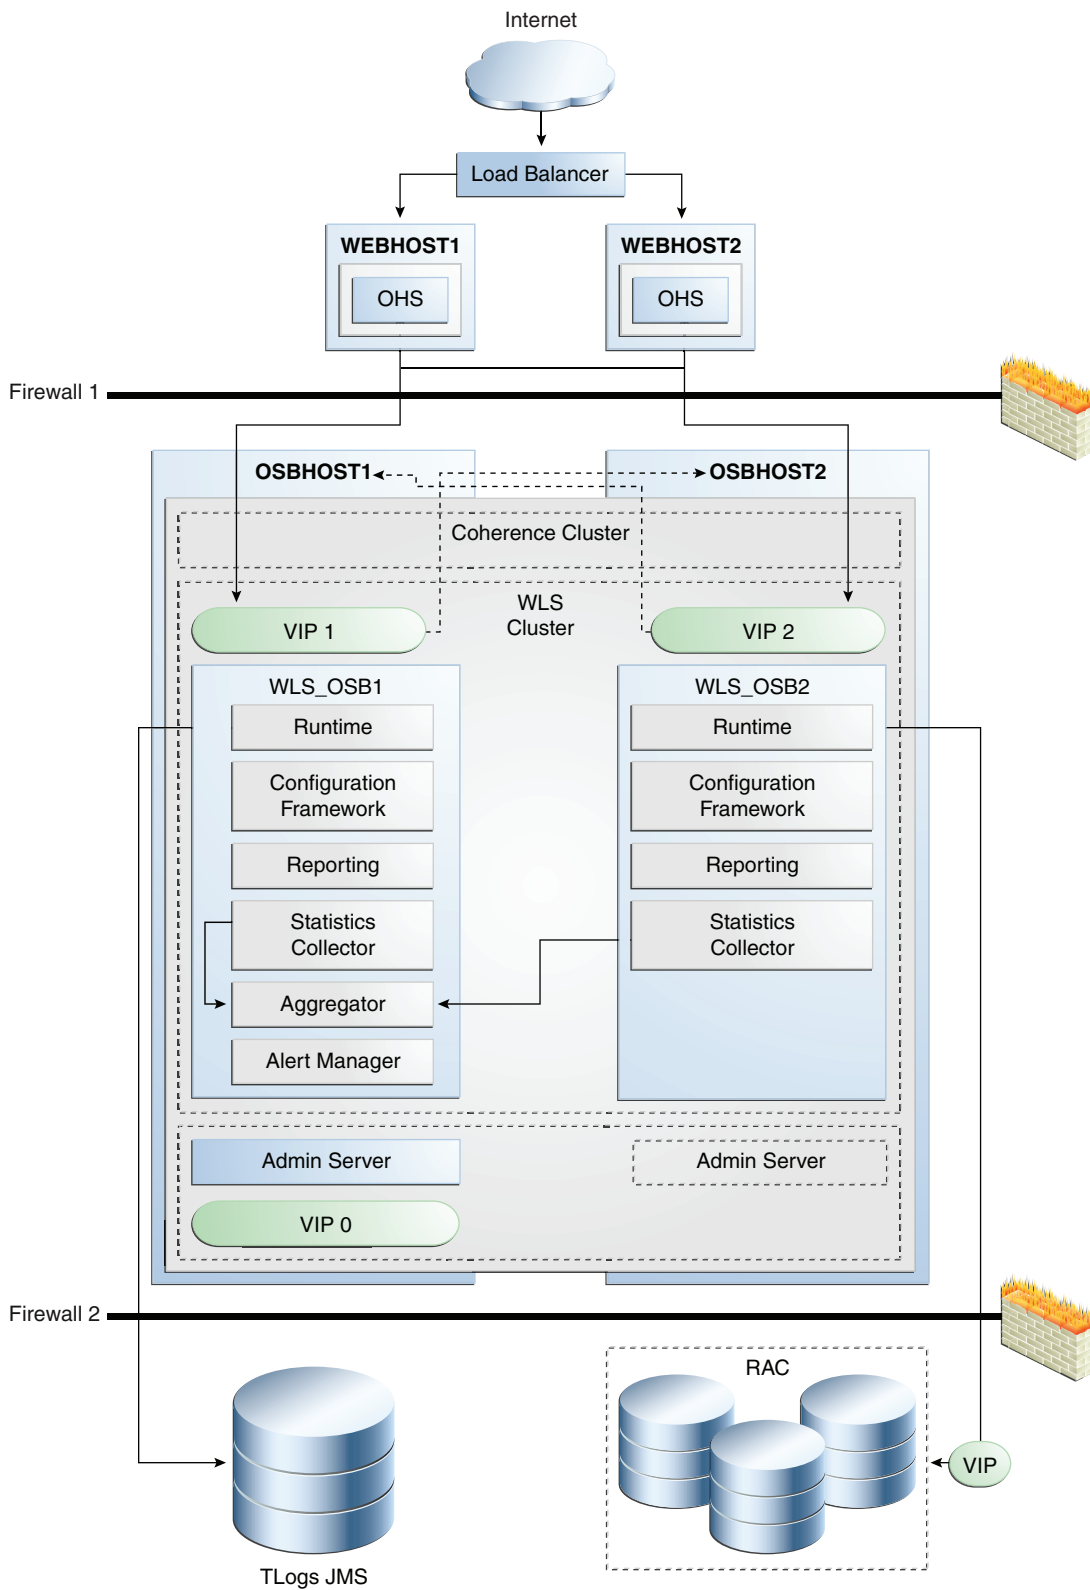 Internet
Load Balancer
WEBHOST1
WEBHOST2
OHS
OHS
Firewall 1
OSBHOST1
OSBHOST2
Coherence Cluster
WLS
Cluster
VIP 1
VIP 2
WLS_OSB1
WLS_OSB2
Runtime
Runtime
Configuration
Framework
Configuration
Framework
Reporting
Reporting
Statistics
Collector
Statistics
Collector
Aggregator
Alert Manager
Admin Server
Admin Server
VIP 0
Firewall 2
RAC
VIP
TLogs JMS